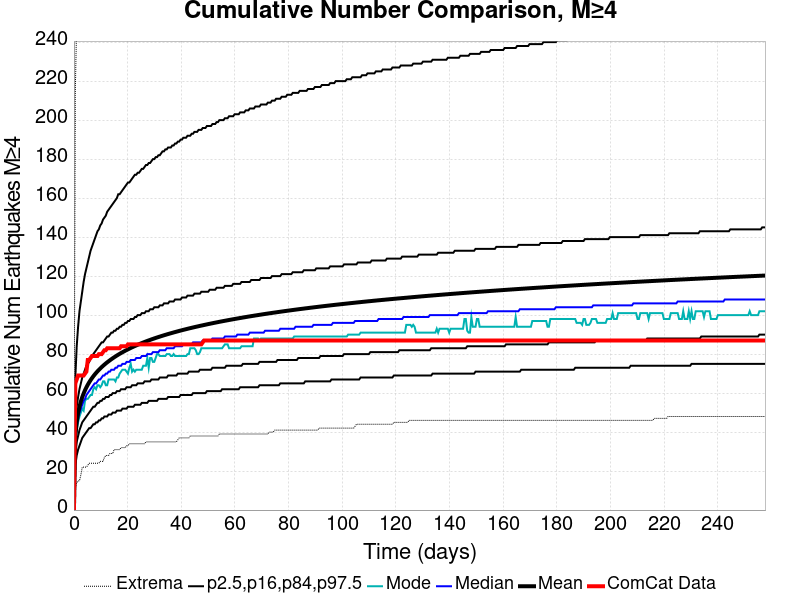 Cumulative Number Comparison, M≥4
Cumulative Num Earthquakes M≥4
240
220
200
180
160
140
120
100
80
60
40
20
0
0 20 40 60 80 100 120 140 160 180 200 220 240
Time (days)
Extrema p2.5,p16,p84,p97.5 Mode Median Mean ComCat Data